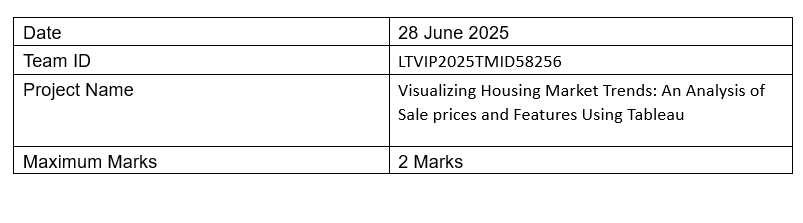 Date 28 June 2025
Team ID LTVIP2025TMID58256
Project Name Visualizing Housing Market Trends: An Analysis of
Sale prices and Features Using Tableau
Maximum Marks 2 Marks